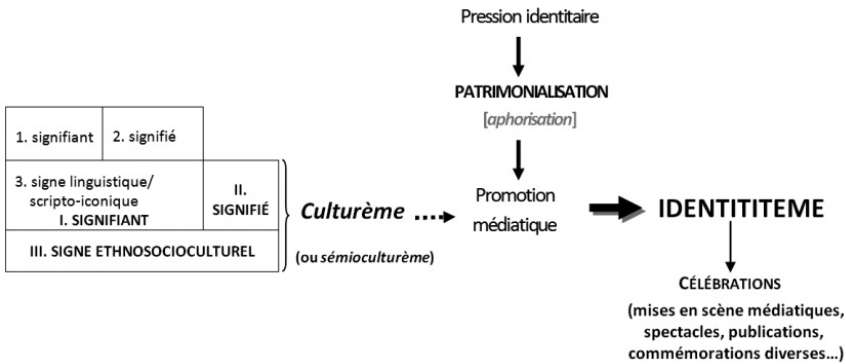 Pression identitaire
PATRIMONIALISATION
[aphorisation]
1. signifiant
2. signifié
3. signe linguistique/
scripto-iconique
I. SIGNIFIANT
II.
SIGNIFIÉ
III. SIGNE ETHNOSOCIOCULTUREL
Culturème
(ou sémioculturème)
Promotion
médiatique
IDENTITITEME
CÉLÉBRATIONS
(mises en scène médiatiques,
spectacles, publications,
commémorations diverses…)